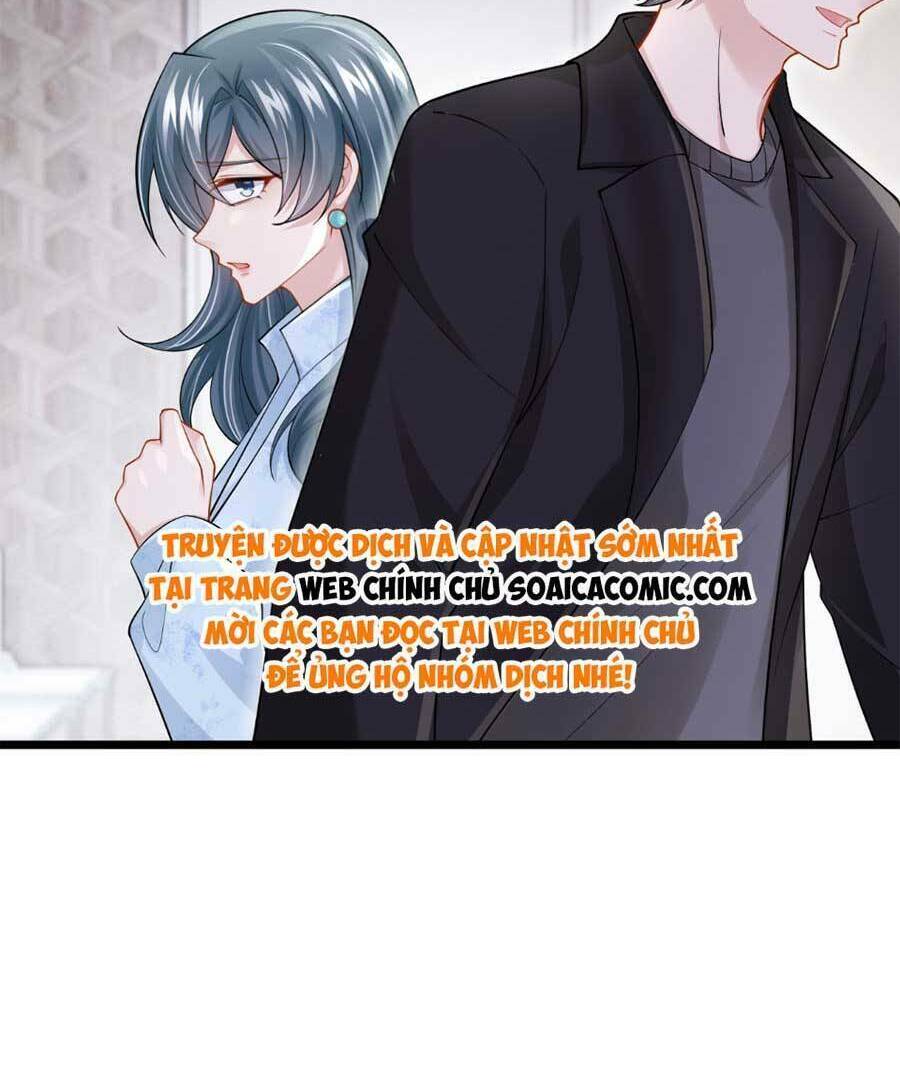 TRUYỆN ĐƯỢC DỊCH VÀ CẬP NHẬT SỚM NHẤT
TẠI TRANG WEB CHÍNH CHỦ SOAICACOMIC.COM
MỜI CÁC BẠN ĐỌC TẠI WEB CHÍNH CHỦ
ĐỂ ỦNG HỘ NHÓM DỊCH NHÉ!